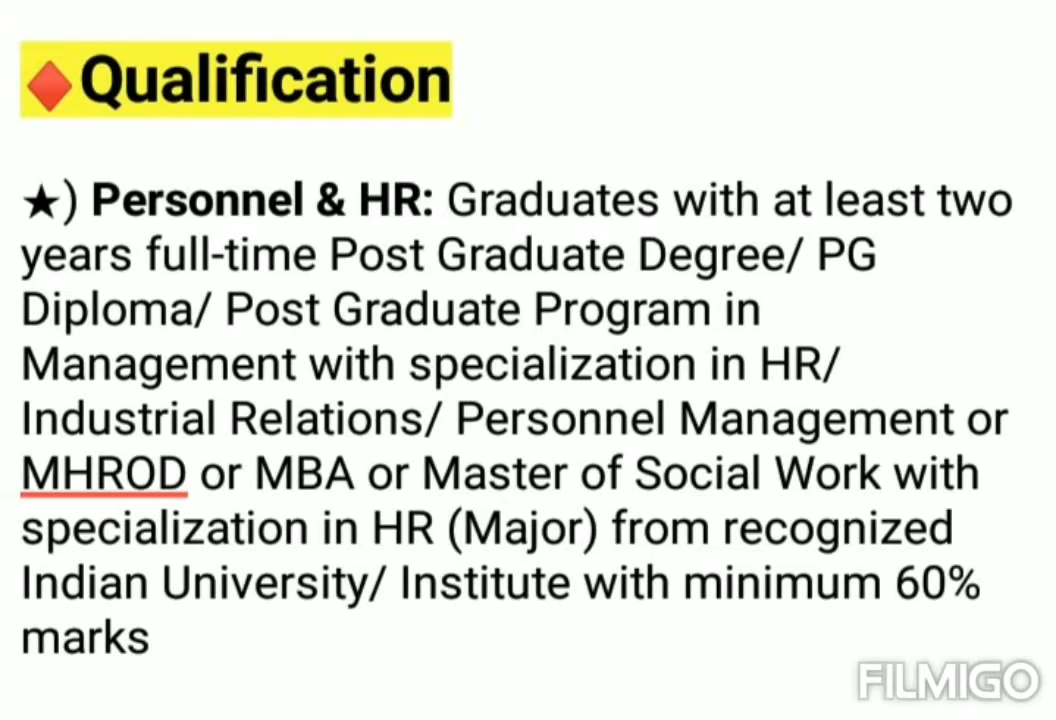 ♦Qualification
★) Personnel & HR: Graduates with at least two
years full-time Post Graduate Degree/ PG
Diploma/ Post Graduate Program in
Management with specialization in HR/
Industrial Relations/ Personnel Management or
MHROD or MBA or Master of Social Work with
specialization in HR (Major) from recognized
Indian University/ Institute with minimum 60%
marks
FILMIGO